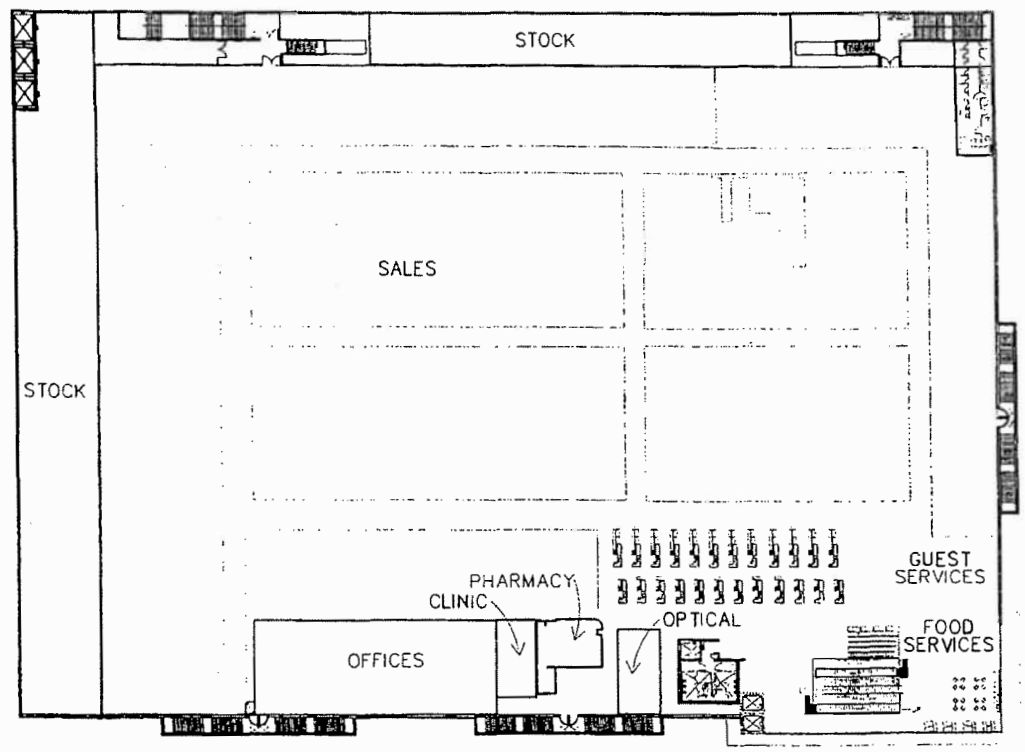 STOCK
SALES
STOCK
GUEST
SERVICES
PHARMACY
CLINIC
OPTICAL
FOOD
SERVICES
OFFICES